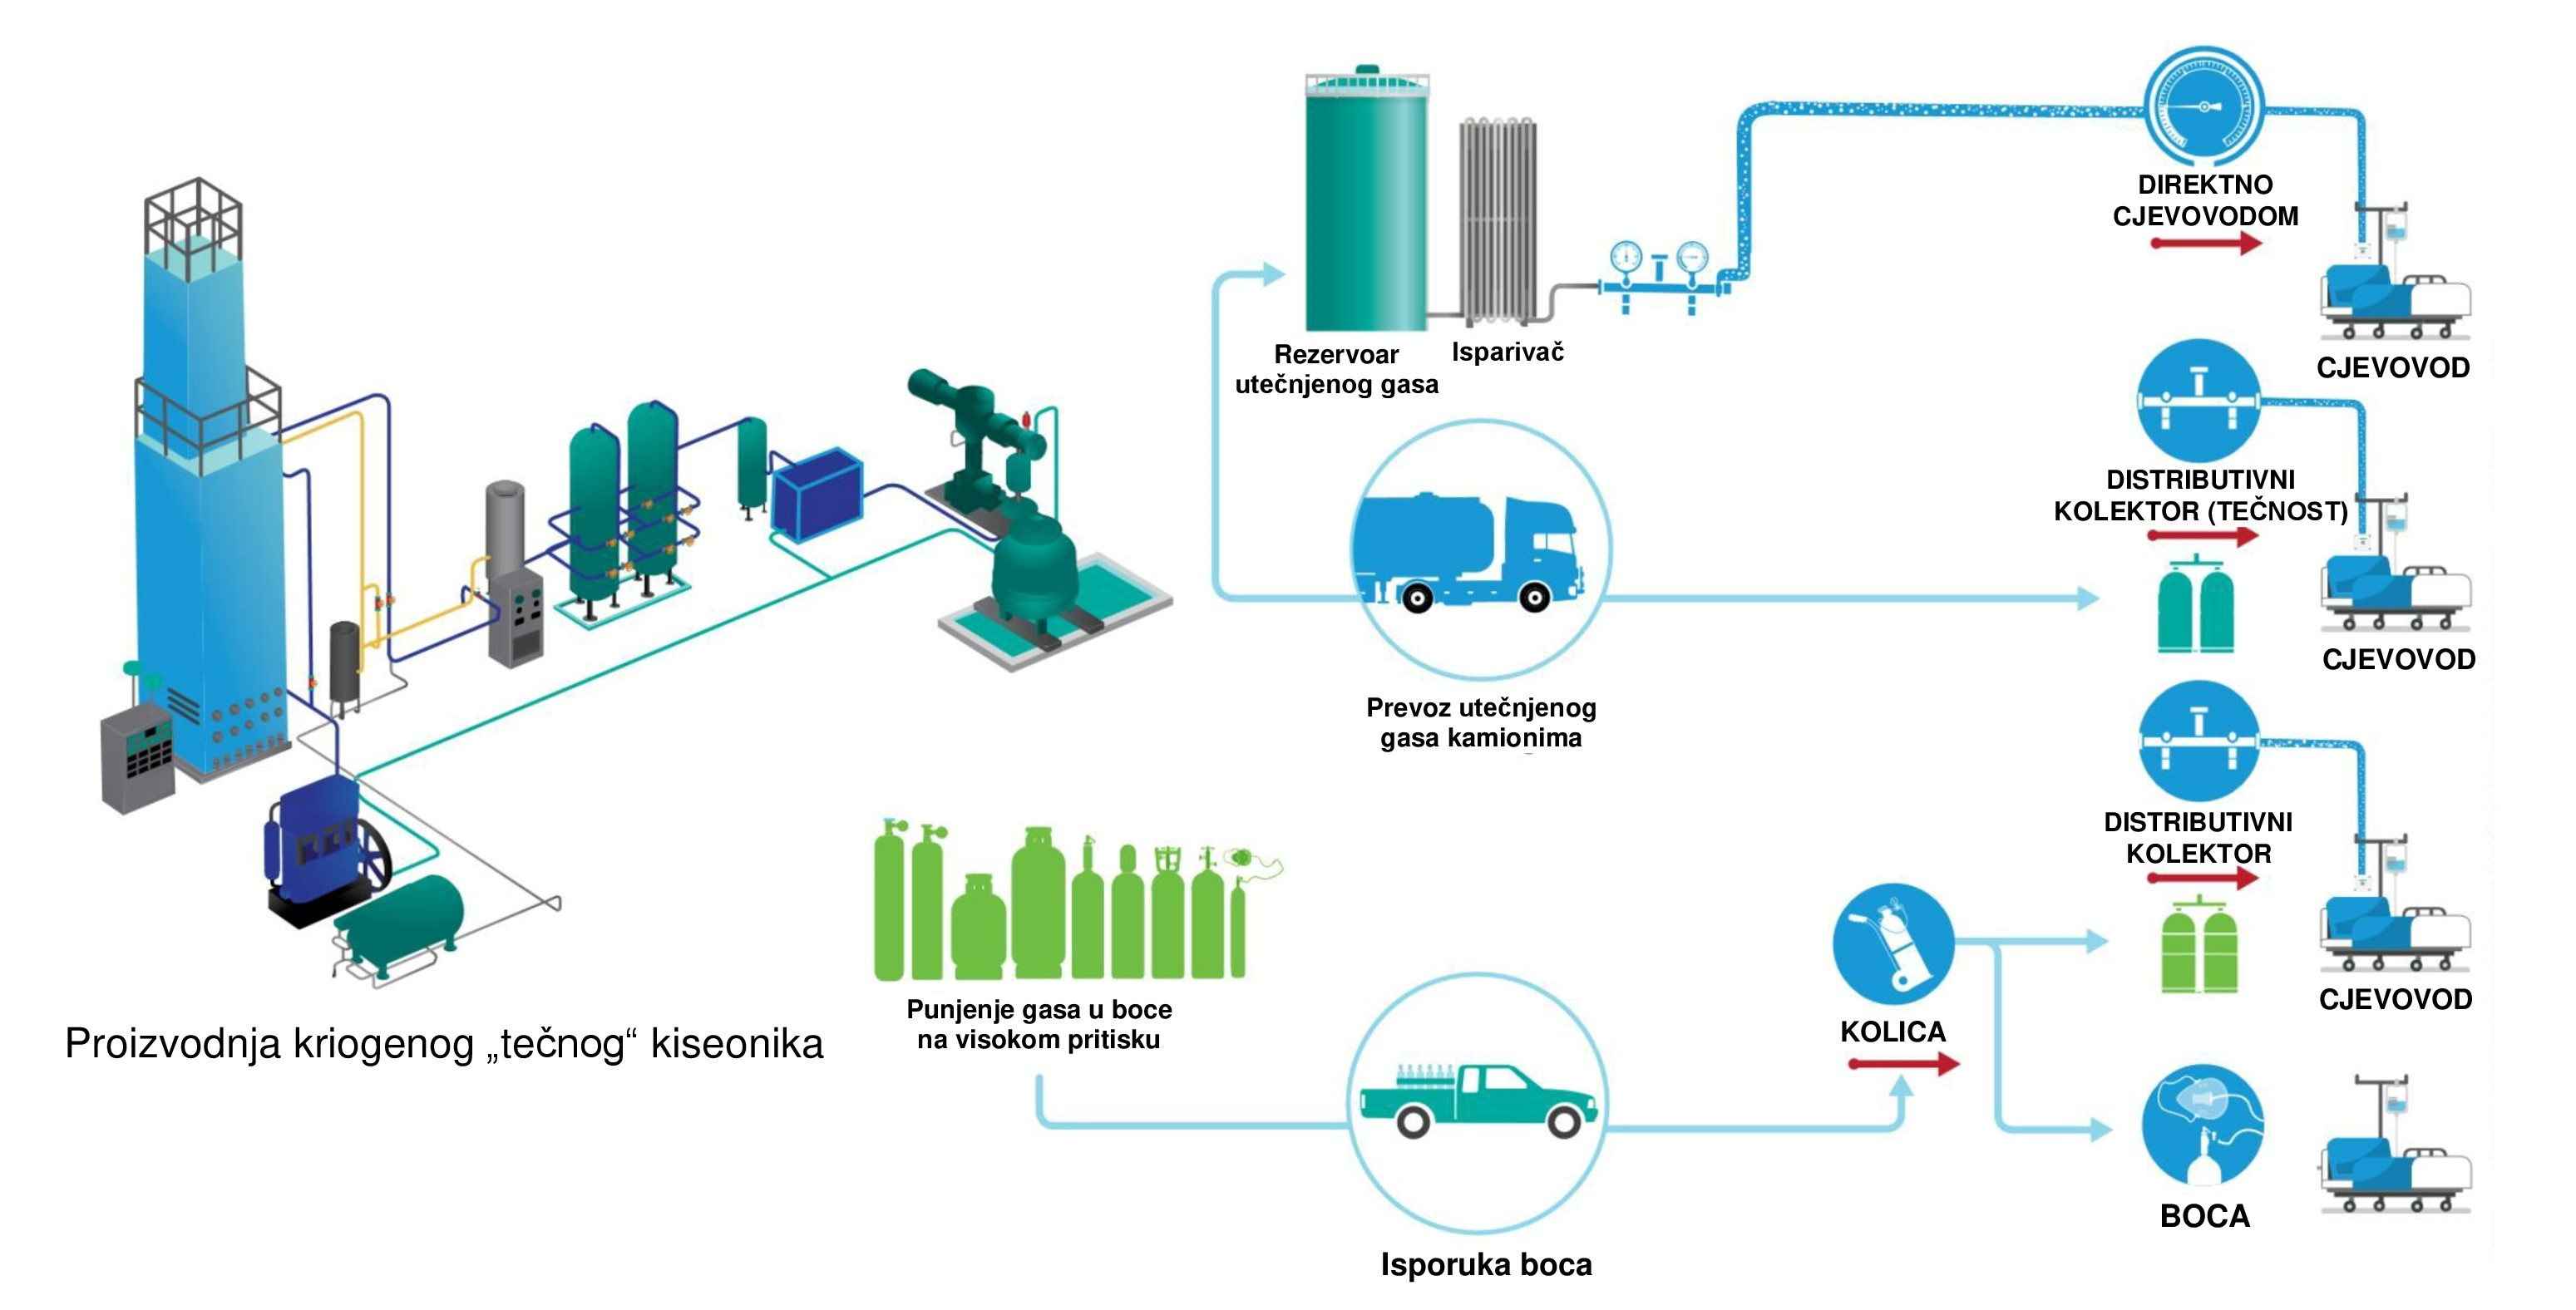 DIREKTNO
CJEVOVODOM
Rezervoar
utečnjenog gasa
Isparivač
CJEVOVOD
DISTRIBUTIVNI
KOLEKTOR (TEČNOST)
CJEVOVOD
Prevoz utečnjenog
gasa kamionima
DISTRIBUTIVNI
KOLEKTOR
CJEVOVOD
Punjenje gasa u boce
na visokom pritisku
KOLICA
Proizvodnja kriogenog „tečnog“ kiseonika
BOCA
Isporuka boca